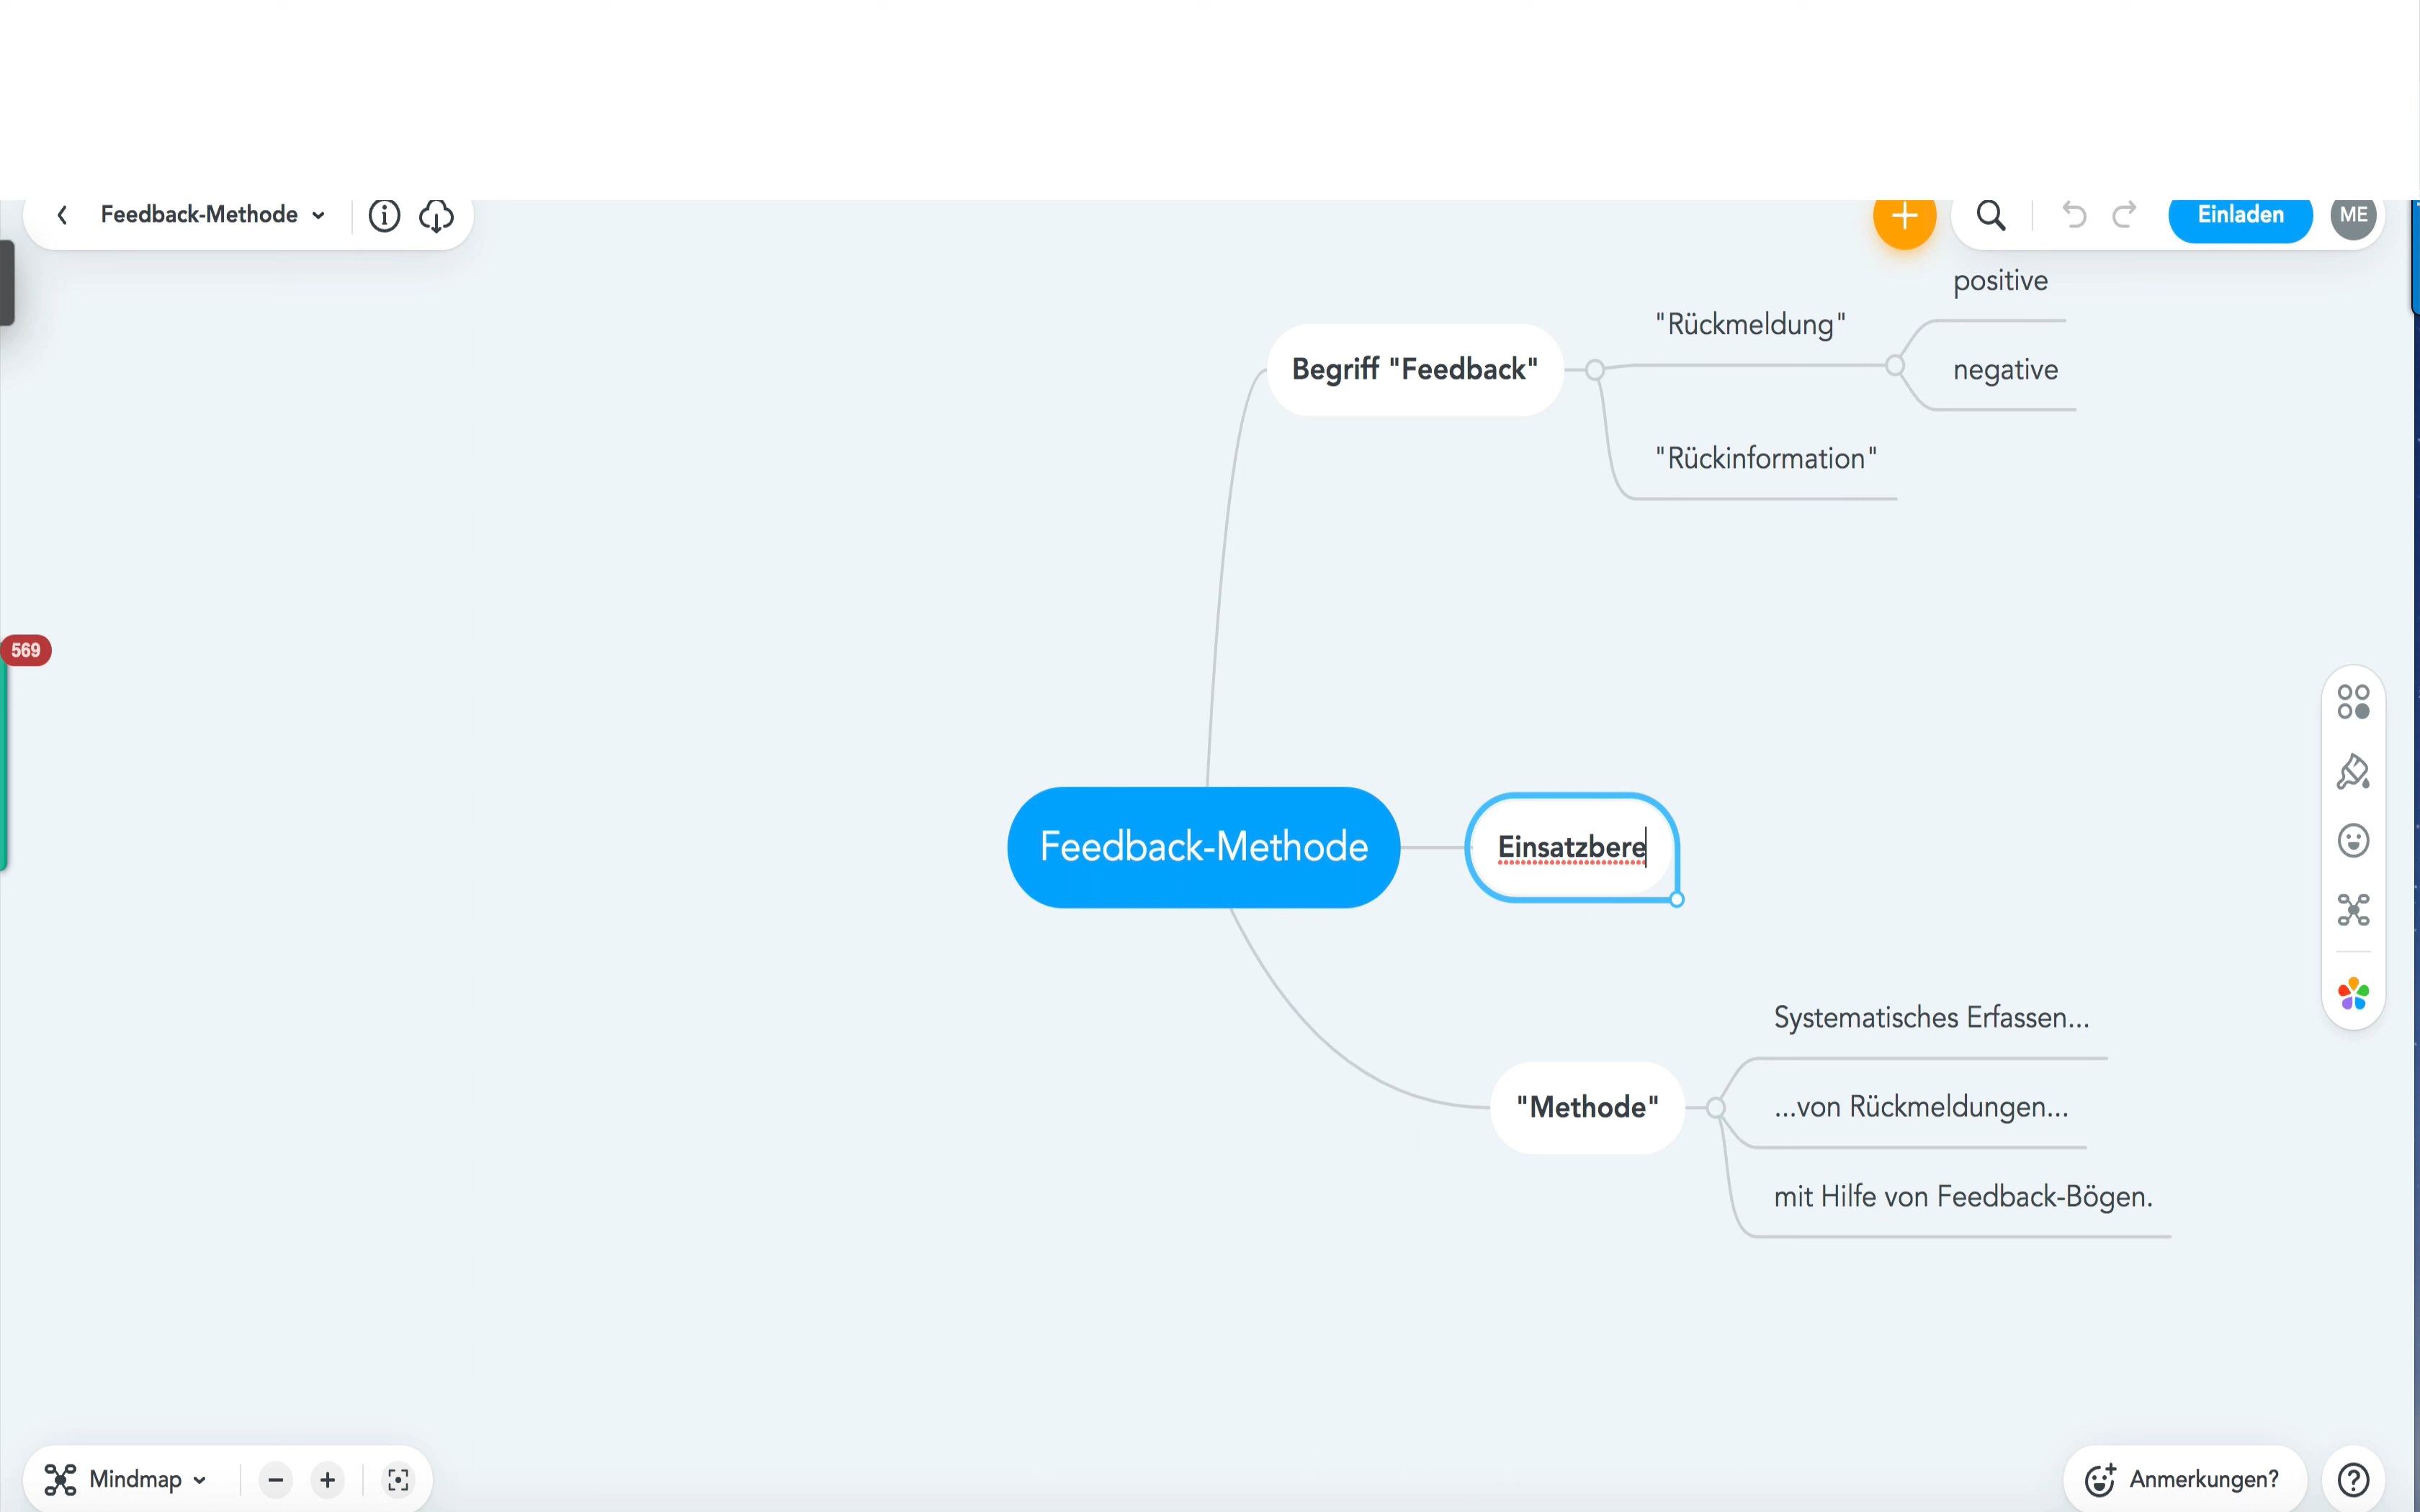 Feedback-Methode
Einladen
ME
positive
"Rückmeldung"
Begriff "Feedback"
negative
"Rückinformation"
569
Feedback-Methode
Einsatzbere
Systematisches Erfassen...
"Methode"
...von Rückmeldungen...
mit Hilfe von Feedback-Bögen.
Mindmap
Anmerkungen?